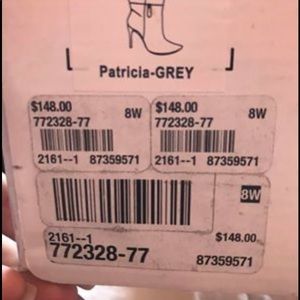 Patricia-GREY
$148.00 8W
772328-77
2161--1 87359571
$148.00 8W
772328-77
2161--1 87359571
8W
2161--1 $148.00
772328-77 87359571